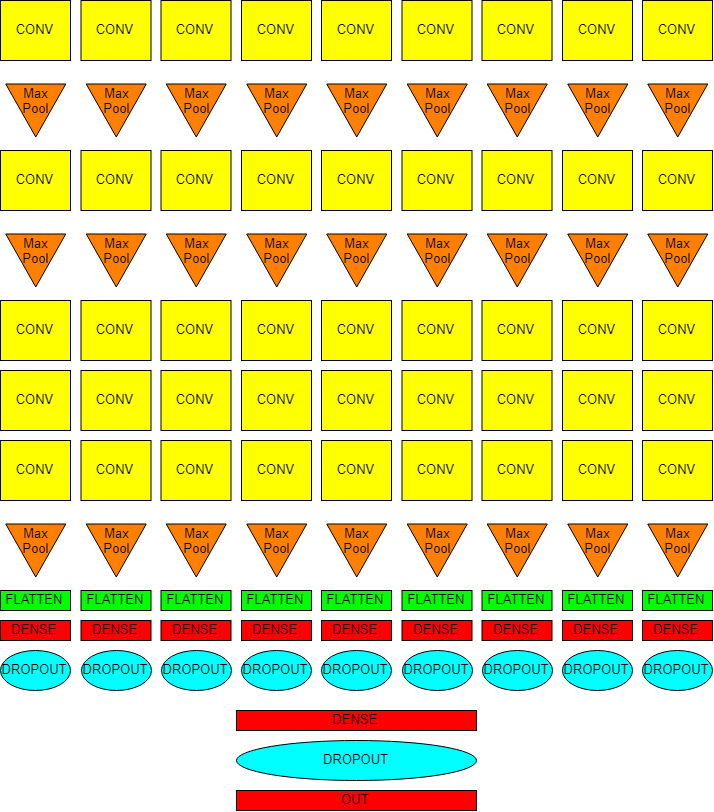 CONV CONV CONV CONV CONV CONV CONV CONV CONV
Max Max Max Max Max Max Max Max Max
Pool Pool Pool Pool Pool Pool Pool Pool Pool
CONV CONV CONV CONV CONV CONV CONV CONV CONV
Max Max Max Max Max Max Max Max Max
Pool Pool Pool Pool Pool Pool Pool Pool Pool
CONV CONV CONV CONV CONV CONV CONV CONV CONV
CONV CONV CONV CONV CONV CONV CONV CONV CONV
CONV CONV CONV CONV CONV CONV CONV CONV CONV
Max Max Max Max Max Max Max Max Max
Pool Pool Pool Pool Pool Pool Pool Pool Pool
FLATTEN FLATTEN FLATTEN FLATTEN FLATTEN FLATTEN FLATTEN FLATTEN FLATTEN
DENSE DENSE DENSE DENSE DENSE DENSE DENSE DENSE DENSE
DROPOUT DROPOUT DROPOUT DROPOUT DROPOUT DROPOUT DROPOUT DROPOUT DROPOUT
DENSE
DROPOUT
OUT